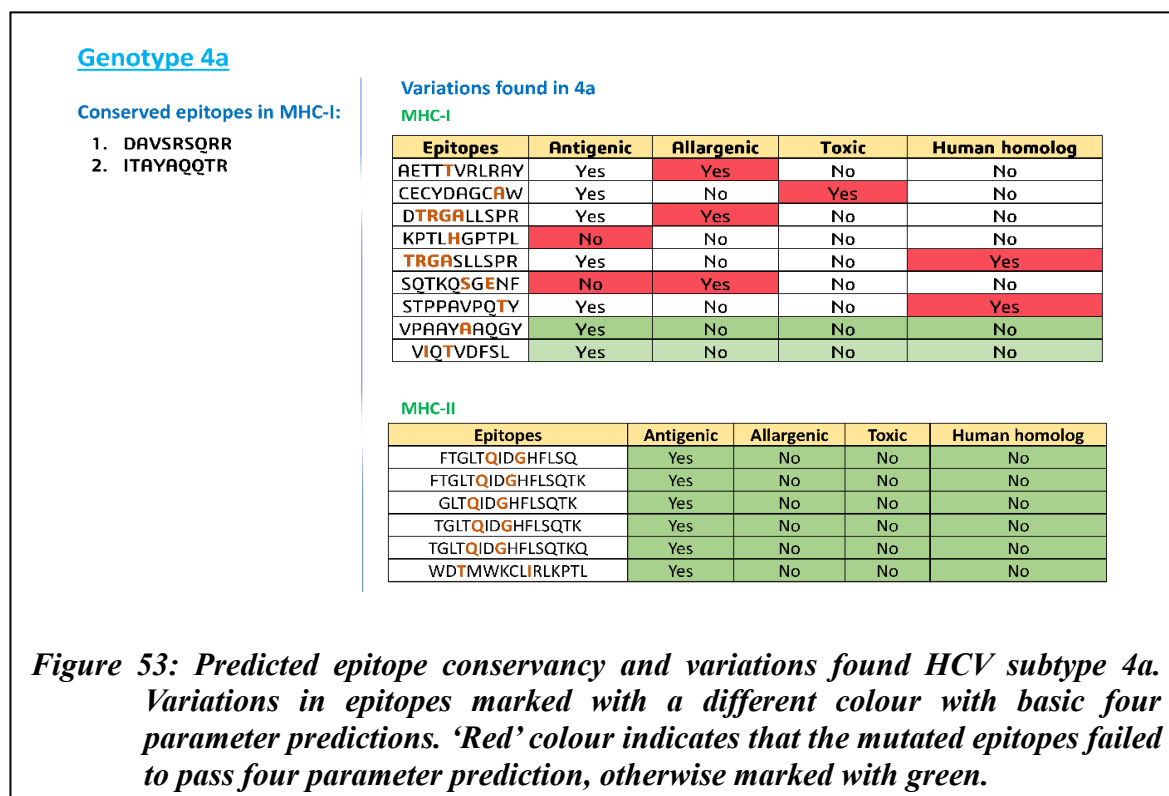 Genotype 4a
Conserved epitopes in MHC-I:
1. DAVSRSQRR
2. ITAYAQQTR
Variations found in 4a
MHC-I
Epitopes Antigenic Allargenic Toxic Human homolog
AETTTVRLRAY Yes Yes No No
CECYDAGCAW Yes No Yes No
DTRGALLSPR Yes Yes No No
KPTLHGPTPL No No No No
TRGASLLSPR Yes No No Yes
SQTKQSGENF No Yes No No
STPPAVPQTY Yes No No Yes
VPAAYAAQGY Yes No No No
VIQTVDFSL Yes No No No
MHC-II
Epitopes Antigenic Allargenic Toxic Human homolog
FTGLTQIDGHFLSQ Yes No No No
FTGLTQIDGHFLSQTK Yes No No No
GLTQIDGHFLSQTK Yes No No No
TGLTQIDGHFLSQTK Yes No No No
TGLTQIDGHFLSQTKQ Yes No No No
WDTMWKCLIRLKPTL Yes No No No
Figure 53: Predicted epitope conservancy and variations found HCV subtype 4a.
Variations in epitopes marked with a different colour with basic four
parameter predictions. ‘Red’ colour indicates that the mutated epitopes failed
to pass four parameter prediction, otherwise marked with green.